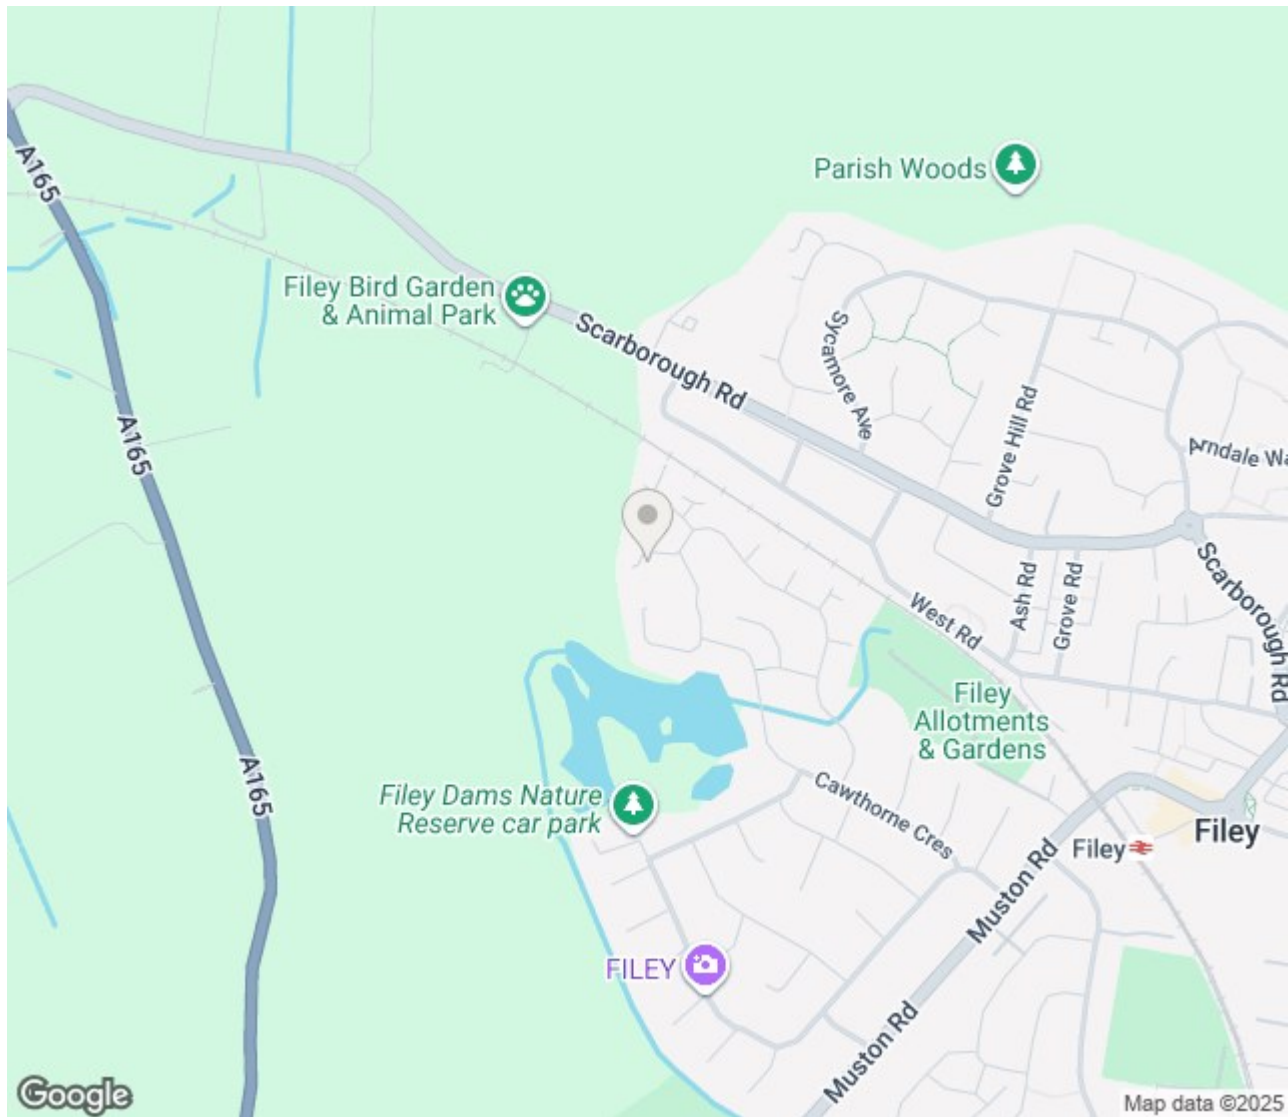 A165
Parish Woods
Filey Bird Garden
& Animal Park
Scarborough Rd
Sycamore Ave
Grove Hill Rd
Arndale Wa
A165
Scarborough Rd
Ash Rd
Grove Rd
West Rd
Filey
Allotments
& Gardens
A165
Filey Dams Nature
Reserve car park
Cawthorne Cres
Filey
Filey
Muston Rd
FILEY
Muston Rd
Google
Map data ©2025